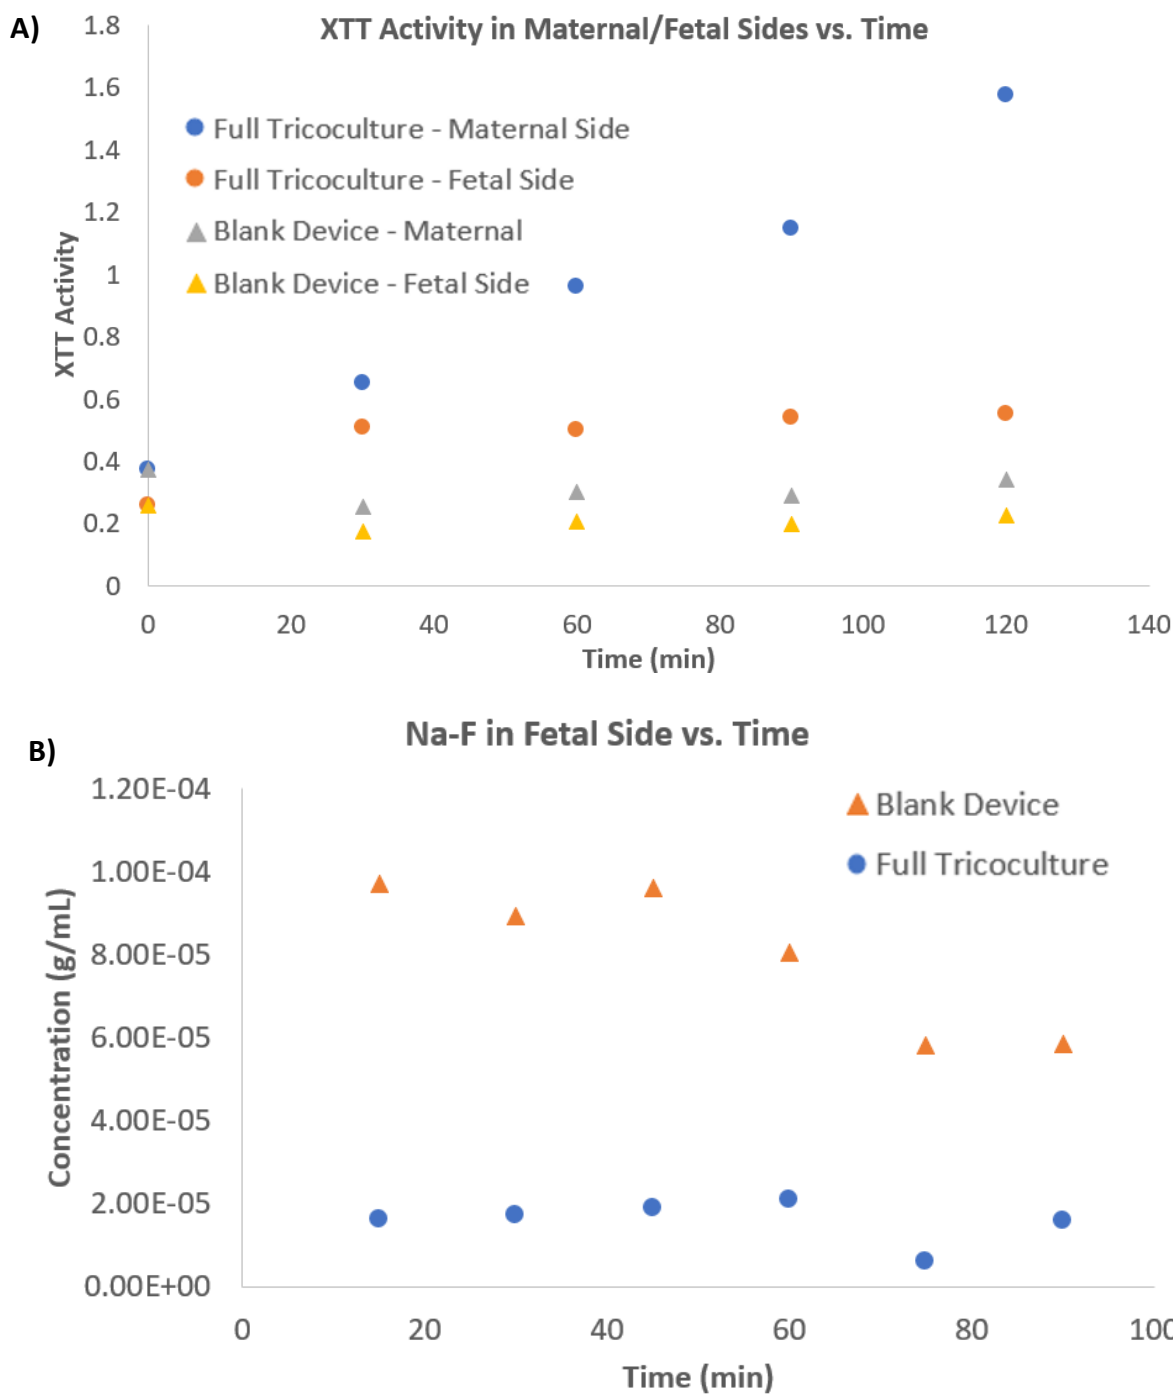 A)
XTT Activity in Maternal/Fetal Sides vs. Time
1.8
1.6
1.4
1.2
1
0.8
0.6
0.4
0.2
0
XTT Activity
Full Tricoculture - Maternal Side
Full Tricoculture - Fetal Side
Blank Device - Maternal
Blank Device - Fetal Side
0 20 40 60 80 100 120 140
Time (min)
B)
Na-F in Fetal Side vs. Time
1.20E-04
1.00E-04
8.00E-05
6.00E-05
4.00E-05
2.00E-05
0.00E+00
Concentration (g/mL)
Blank Device
Full Tricoculture
0 20 40 60 80 100
Time (min)